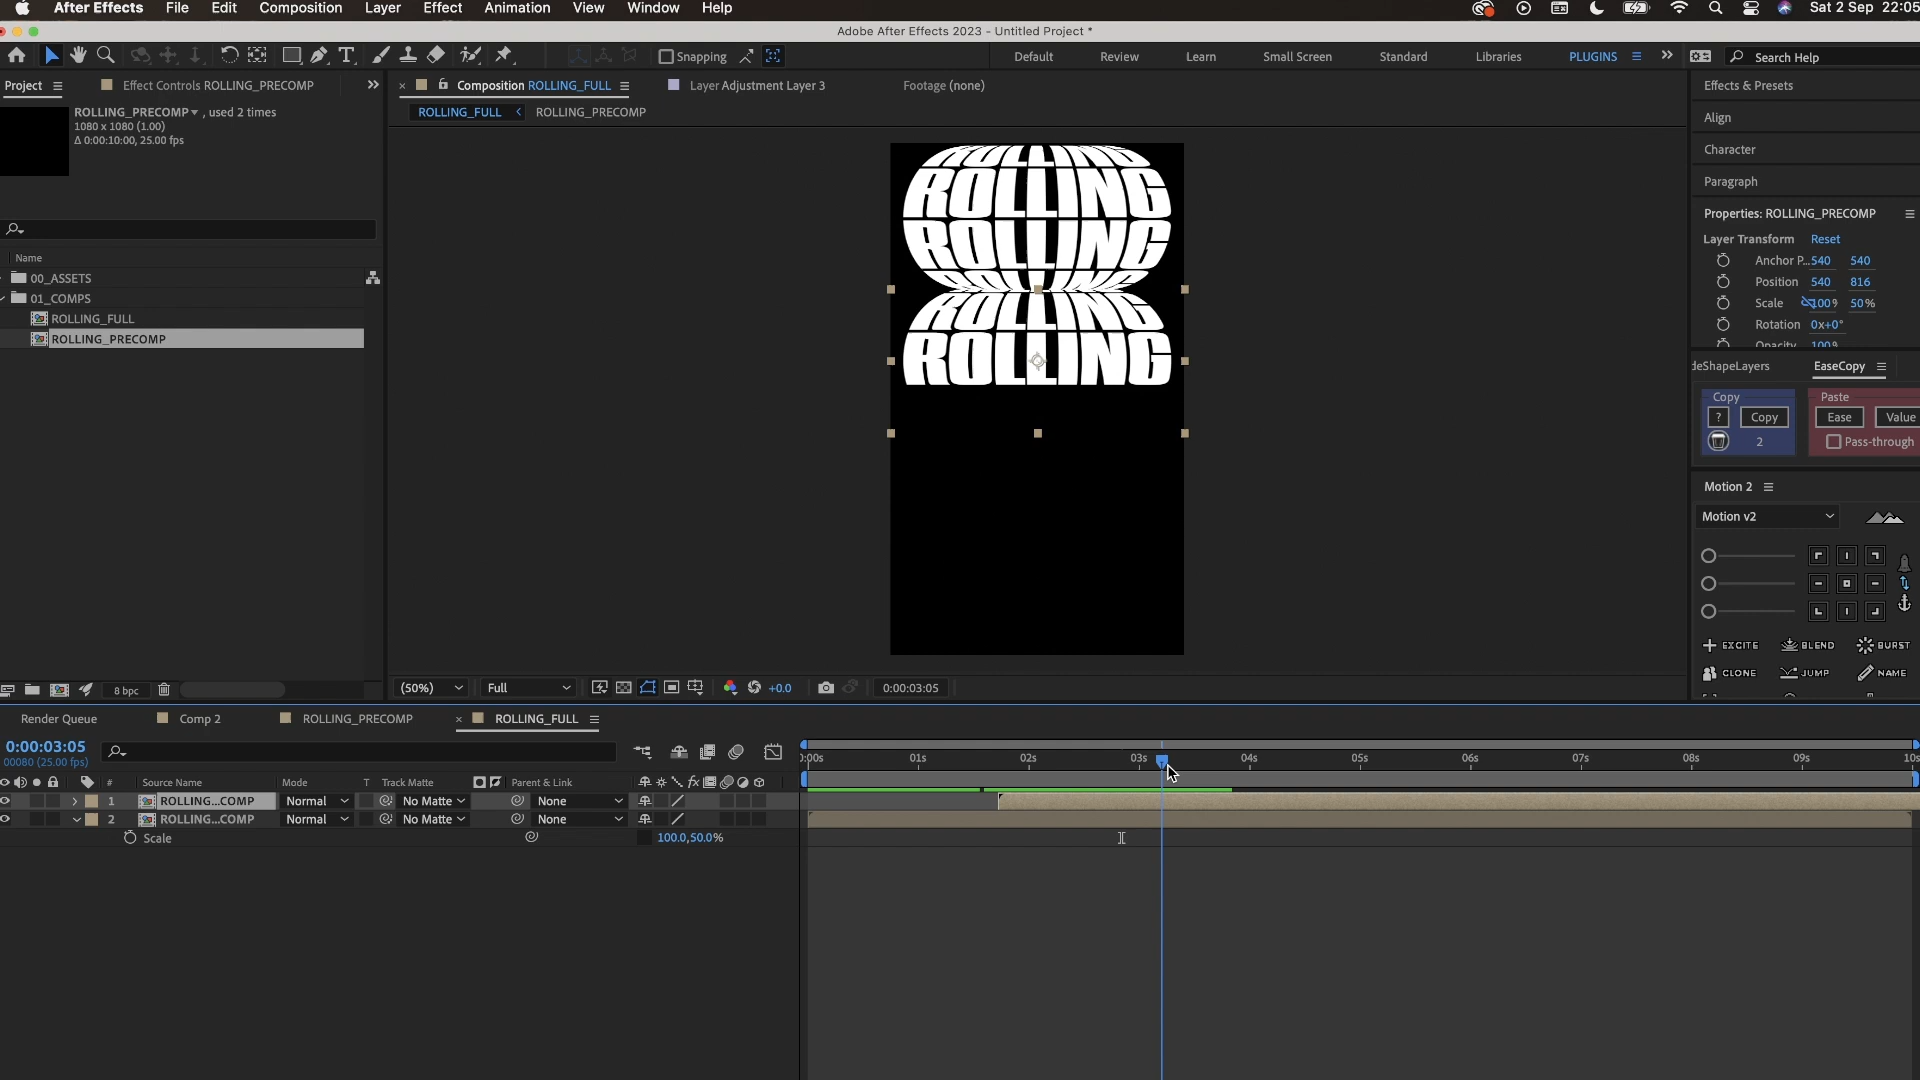 After Effects File Edit Composition Layer Effect Animation View Window Help Sat 2 Sep 22:05
Adobe After Effects 2023 - Untitled Project *
Snapping Default Review Learn Small Screen Standard Libraries PLUGINS Search Help
Project Effect Controls ROLLING_PRECOMP Composition ROLLING_FULL Layer Adjustment Layer 3 Footage (none) Effects & Presets
ROLLING_PRECOMP , used 2 times
1080 x 1080 (1.00)
Δ 0:00:10:00, 25.00 fps
ROLLING_FULL ROLLING_PRECOMP
Align
Character
Paragraph
ROLLING
ROLLING
ROLLING
ROLLING
ROLLING
ROLLING
Name
00_ASSETS
01_COMPS
ROLLING_FULL
ROLLING_PRECOMP
Properties: ROLLING_PRECOMP
Layer Transform Reset
Anchor P... 540 540
Position 540 816
Scale 100% 50%
Rotation 0x+0°
Opacity 100%
deShapeLayers EaseCopy
Copy Paste
? Copy Ease Value
2 Pass-through
Motion 2
Motion v2
EXCITE BLEND BURST
CLONE JUMP NAME
8 bpc (50%) Full +0.0 0:00:03:05
Render Queue Comp 2 ROLLING_PRECOMP ROLLING_FULL
0:00:03:05
00080 (25.00 fps)
):00s 01s 02s 03s 04s 05s 06s 07s 08s 09s 10s
# Source Name Mode T Track Matte Parent & Link
1 ROLLING...COMP Normal No Matte None
2 ROLLING...COMP Normal No Matte None
Scale 100.0,50.0%